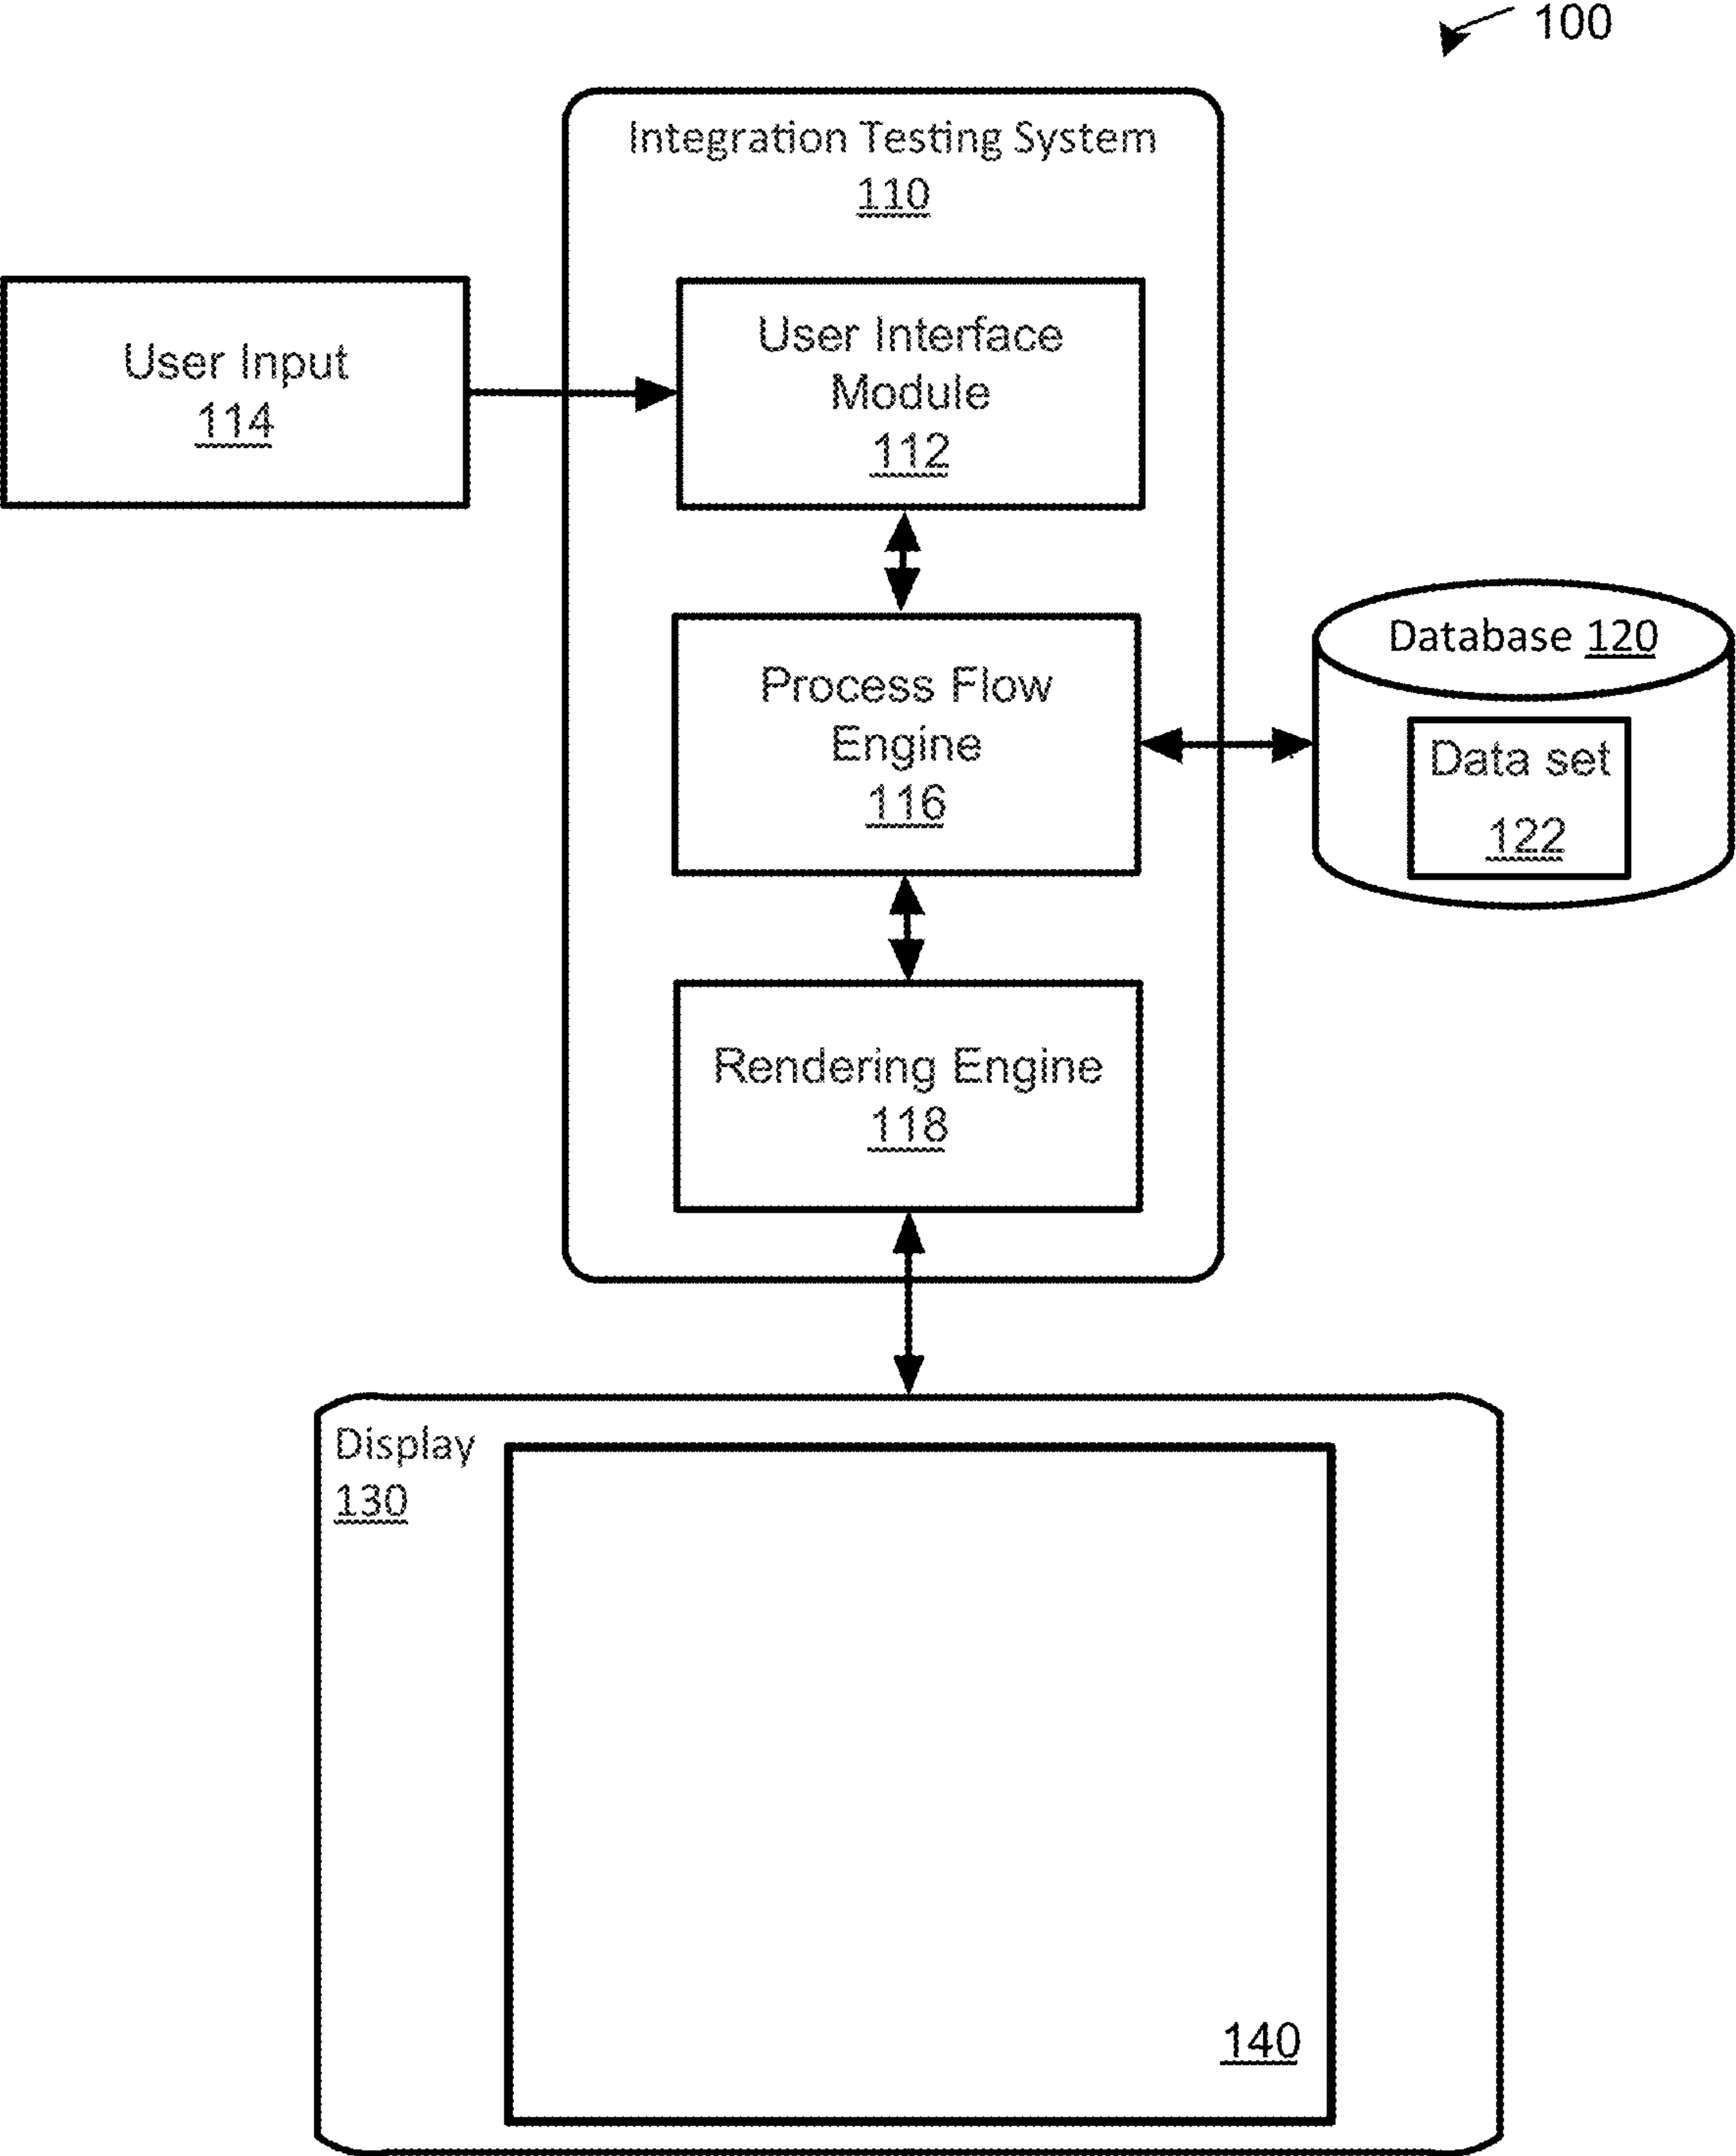 100
Integration Testing System
110
User Input
114
User Interface
Module
112
Process Flow
Engine
116
Database 120
Data set
122
Rendering Engine
118
Display
130
140